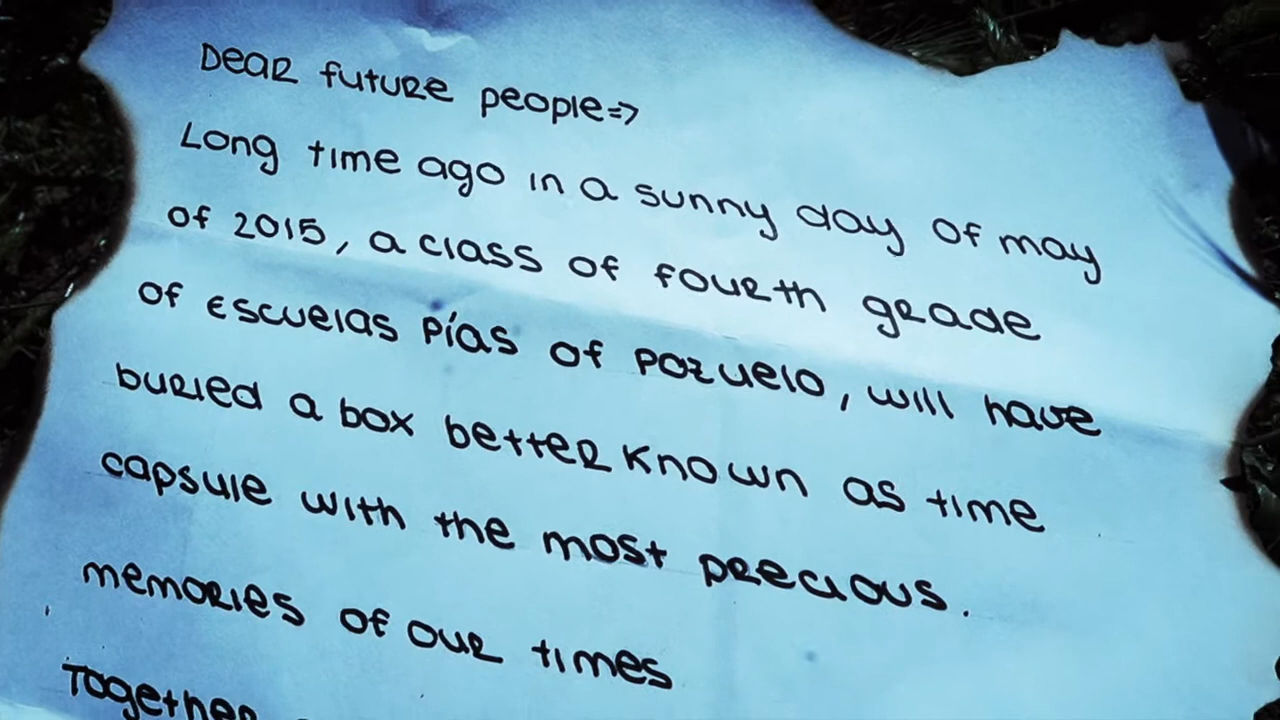 Dear future people=>
Long time ago in a sunny day of may
of 2015, a class of fourth grade
of Escuelas Pías of Pozuelo, will have
buried a box better known as time
capsule with the most precious.
memories of our times
Together